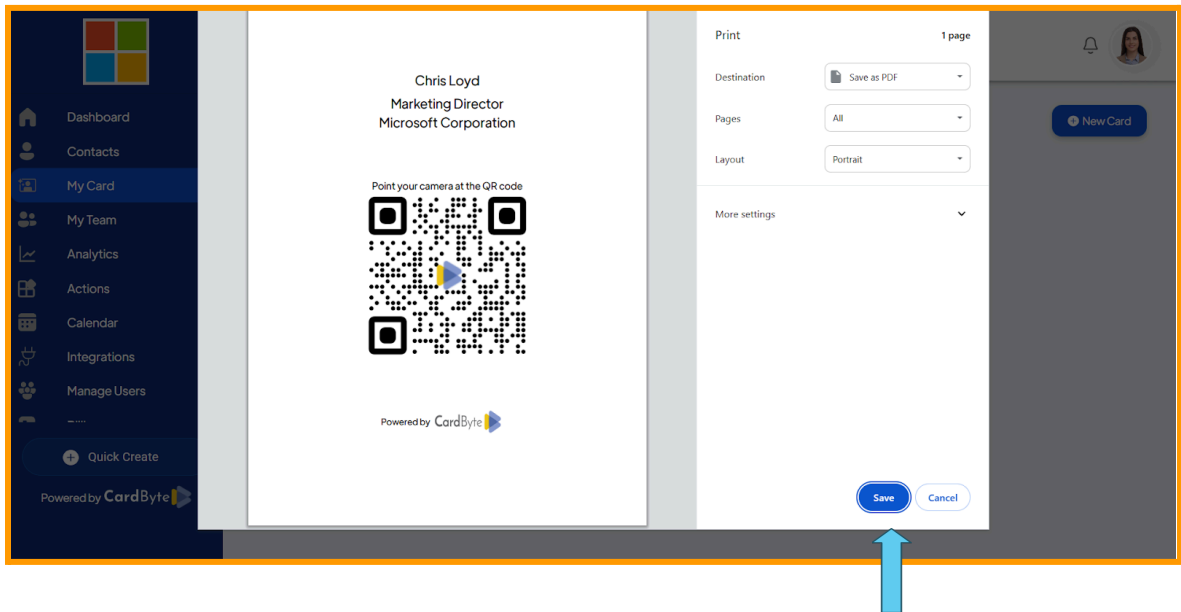 Dashboard
Contacts
My Card
My Team
Analytics
Actions
Calendar
Integrations
Manage Users
Quick Create
Powered by CardByte
Chris Loyd
Marketing Director
Microsoft Corporation
Point your camera at the QR code
Powered by CardByte
Print 1 page
Destination Save as PDF
Pages All
Layout Portrait
More settings
Save Cancel
New Card